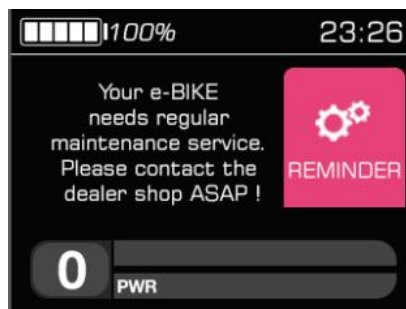 100%
23:26
Your e-BIKE
needs regular
maintenance service.
Please contact the
dealer shop ASAP !
REMINDER
0
PWR